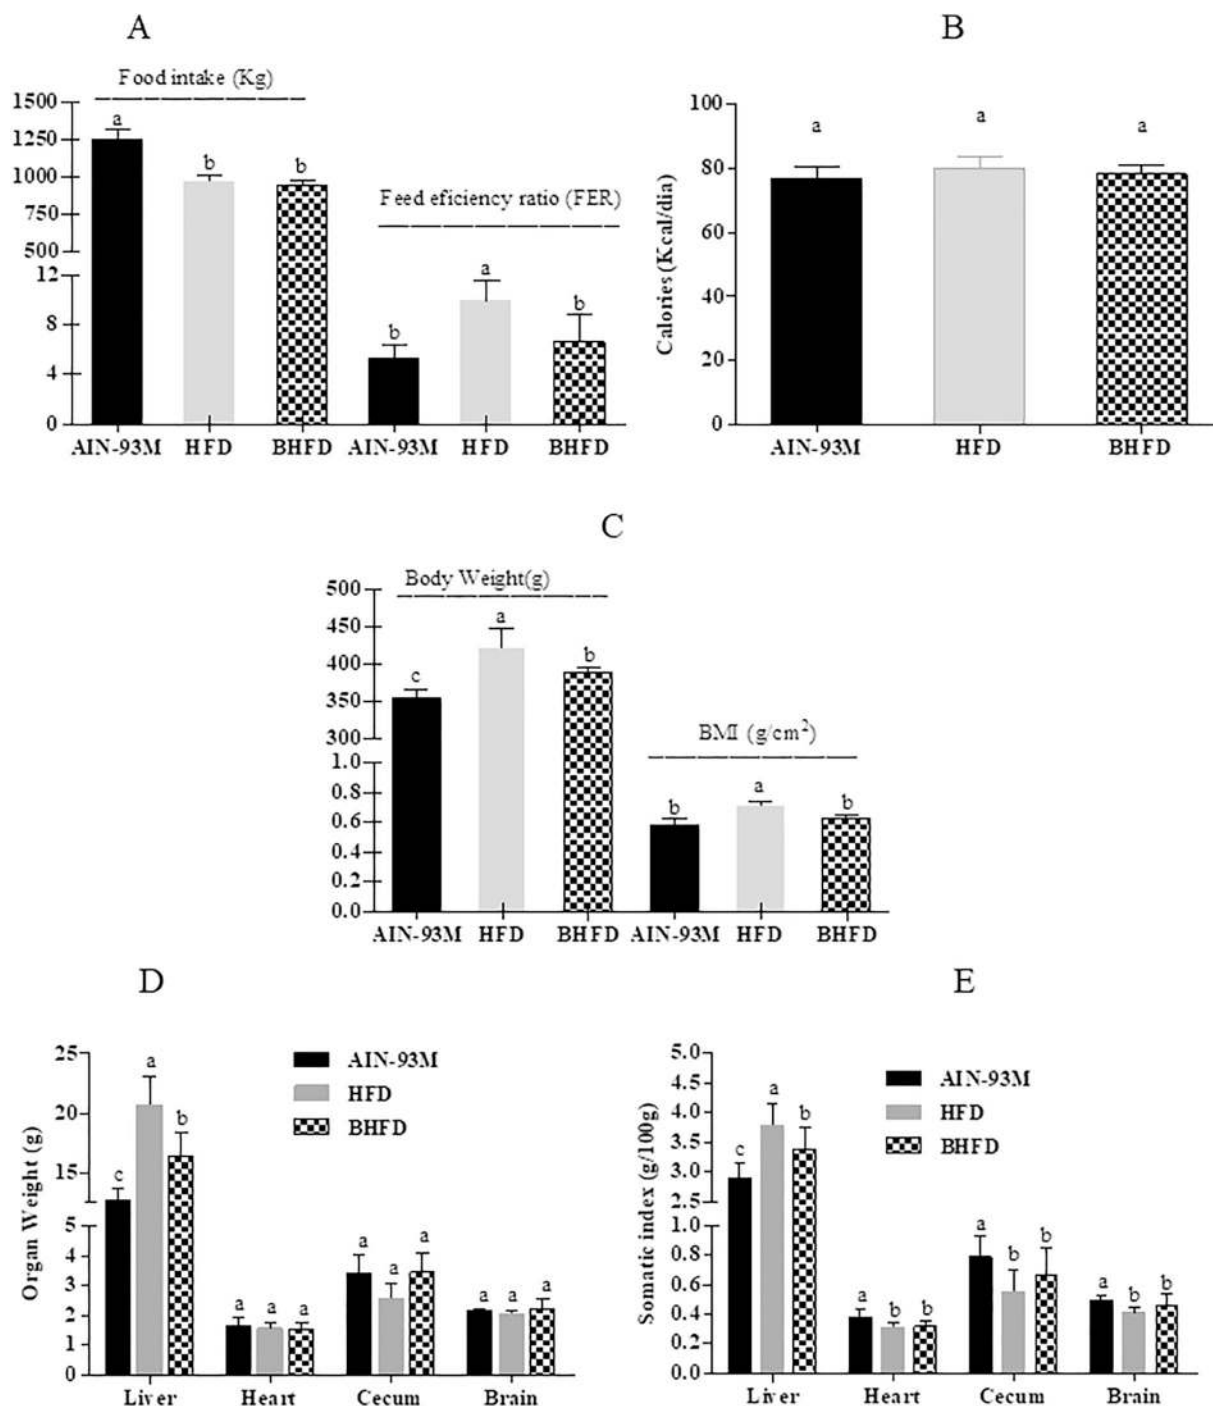 A
Food intake (Kg)
1500
1250
1000
750
500
12
8
4
0
a
b
b
Feed eficiency ratio (FER)
b
a
b
AIN-93M HFD BHFD AIN-93M HFD BHFD
B
Calories (Kcal/dia)
100
80
60
40
20
0
a a a
AIN-93M HFD BHFD
C
Body Weight(g)
500
450
400
350
300
1.0
0.8
0.6
0.4
0.2
0.0
c
a
b
BMI (g/cm²)
b
a
b
AIN-93M HFD BHFD AIN-93M HFD BHFD
D
Organ Weight (g)
25
20
15
5
4
3
2
1
0
AIN-93M
HFD
BHFD
c a b
a a a
a a a
a a a
Liver Heart Cecum Brain
E
Somatic index (g/100g)
5.0
4.5
4.0
3.5
3.0
2.5
1.0
0.8
0.6
0.4
0.2
0.0
AIN-93M
HFD
BHFD
c a b
a b b
a b b
a b b
Liver Heart Cecum Brain